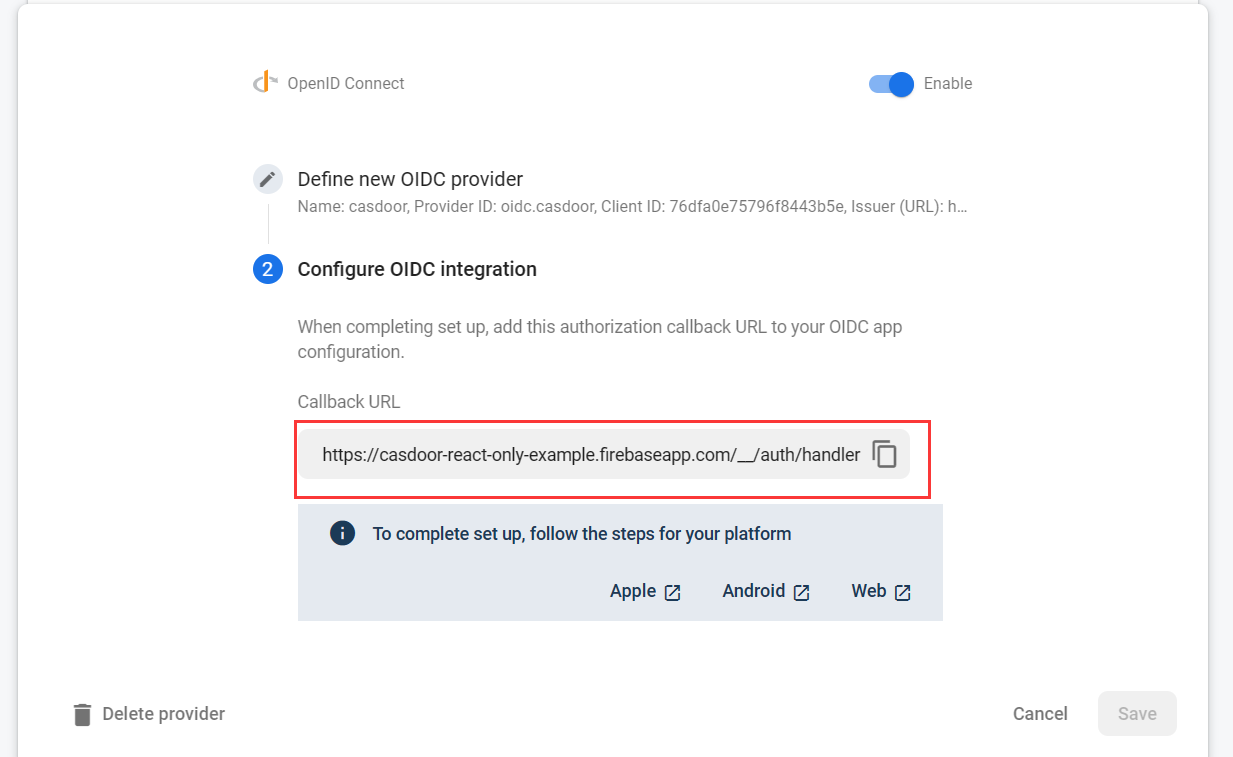 OpenID Connect
Enable
Define new OIDC provider
Name: casdoor, Provider ID: oidc.casdoor, Client ID: 76dfa0e75796f8443b5e, Issuer (URL): h...
2
Configure OIDC integration
When completing set up, add this authorization callback URL to your OIDC app
configuration.
Callback URL
https://casdoor-react-only-example.firebaseapp.com/__/auth/handler
To complete set up, follow the steps for your platform
Apple
Android
Web
Delete provider
Cancel
Save